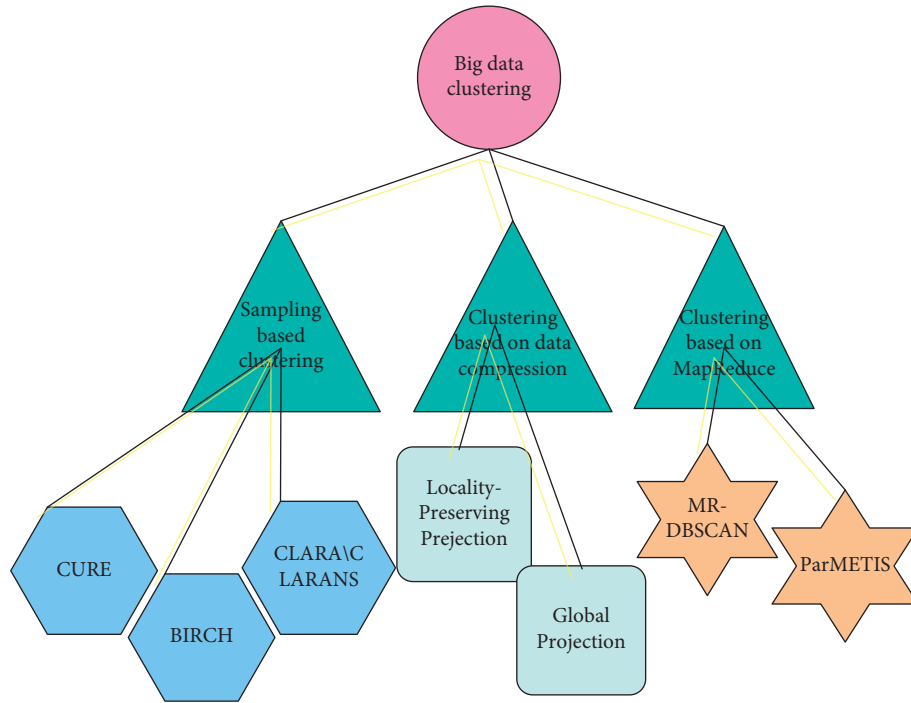 Big data
clustering
Sampling
based
clustering
Clustering
based on data
compression
Clustering
based on
MapReduce
CURE
BIRCH
CLARA\C
LARANS
Locality-
Preserving
Prejection
Global
Projection
MR-
DBSCAN
ParMETIS